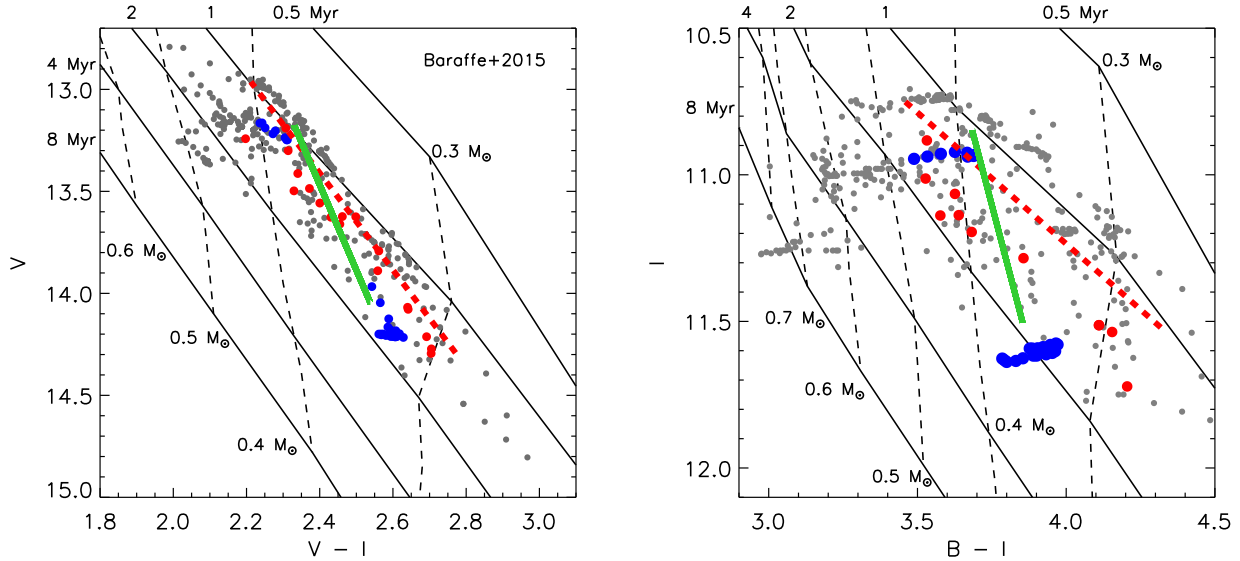 2 1 0.5 Myr
4 Myr
8 Myr
Baraffe+2015
0.3 M⊙
0.6 M⊙
0.5 M⊙
0.4 M⊙
13.0
13.5
14.0
14.5
15.0
V
1.8 2.0 2.2 2.4 2.6 2.8 3.0
V – I
4 2 1 0.5 Myr
8 Myr
0.3 M⊙
0.7 M⊙
0.6 M⊙
0.4 M⊙
0.5 M⊙
10.5
11.0
11.5
12.0
I
3.0 3.5 4.0 4.5
B – I